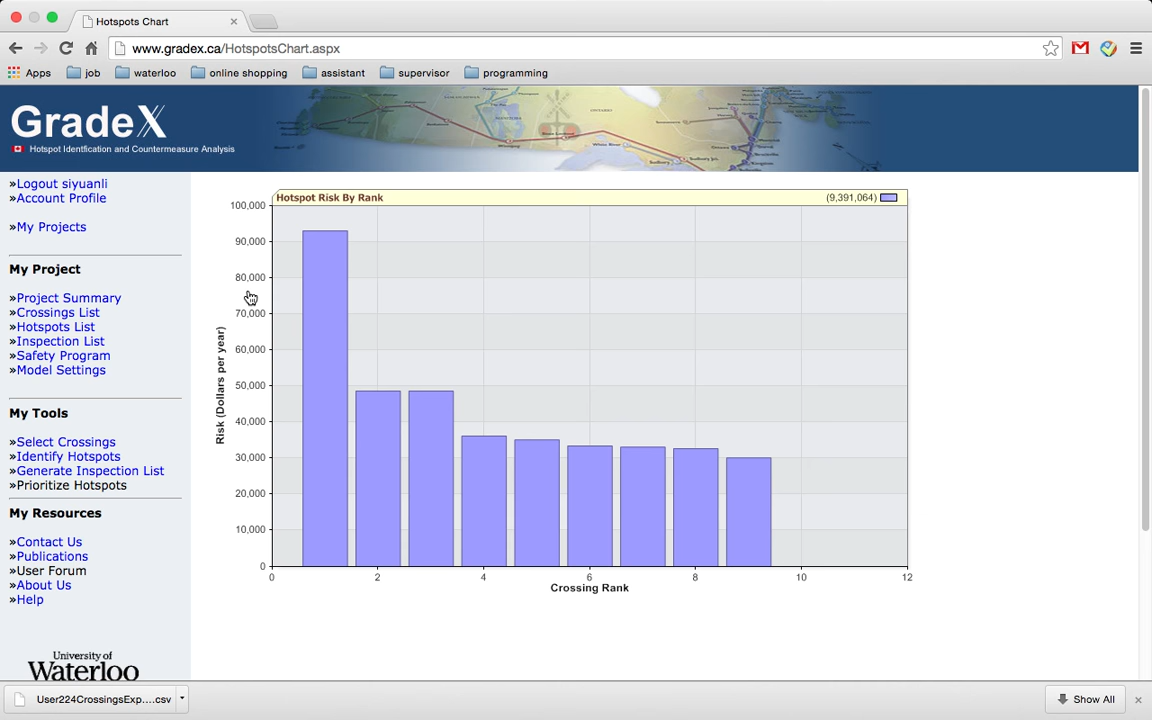 Hotspots Chart
www.gradex.ca/HotspotsChart.aspx
Apps job waterloo online shopping assistant supervisor programming
GradeX
Hotspot Identfication and Countermeasure Analysis
»Logout siyuanli
»Account Profile
»My Projects
My Project
»Project Summary
»Crossings List
»Hotspots List
»Inspection List
»Safety Program
»Model Settings
My Tools
»Select Crossings
»Identify Hotspots
»Generate Inspection List
»Prioritize Hotspots
My Resources
»Contact Us
»Publications
»User Forum
»About Us
»Help
University of
Waterloo
Hotspot Risk By Rank (9,391,064)
100,000
90,000
80,000
70,000
60,000
50,000
40,000
30,000
20,000
10,000
0
Risk (Dollars per year)
0 2 4 6 8 10 12
Crossing Rank
User224CrossingsExp....csv Show All